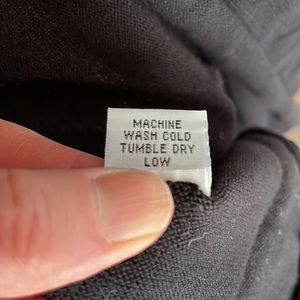 MACHINE
WASH COLD
TUMBLE DRY
LOW